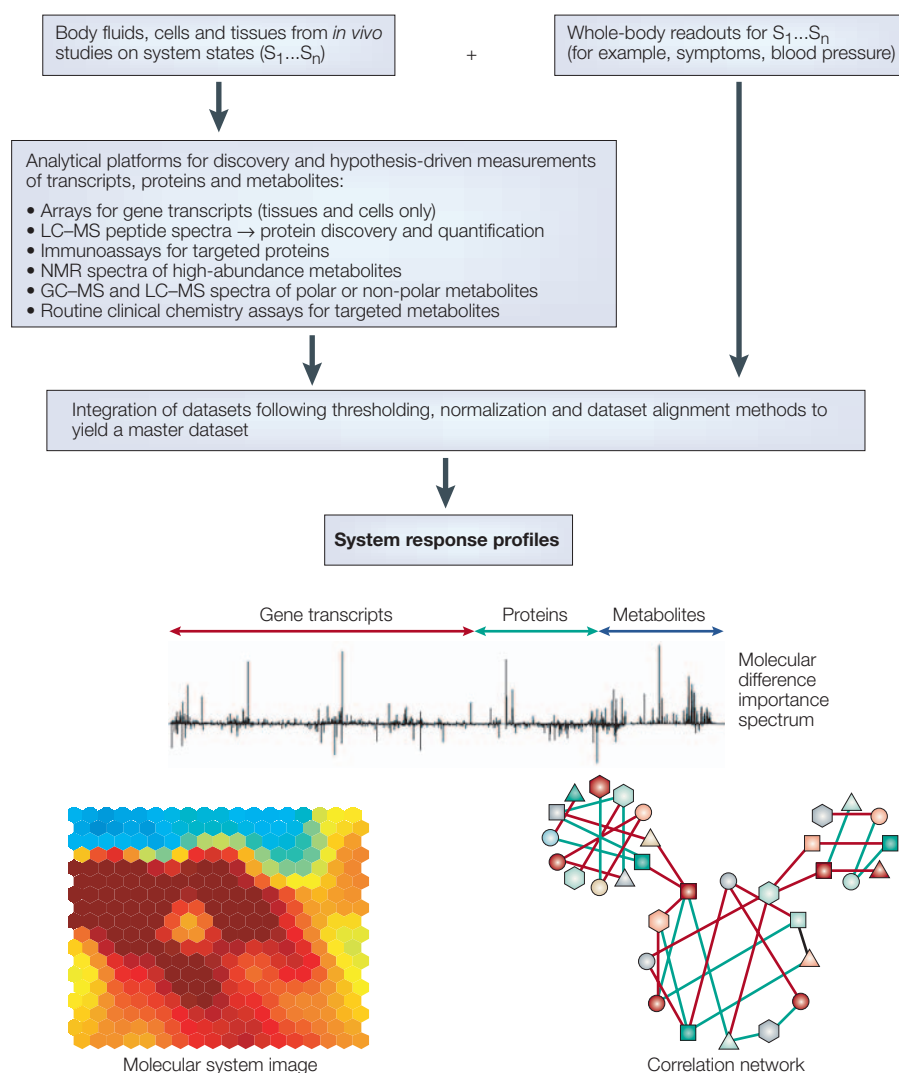 Body fluids, cells and tissues from in vivo
studies on system states (S1...Sn)
+
Whole-body readouts for S1...Sn
(for example, symptoms, blood pressure)
Analytical platforms for discovery and hypothesis-driven measurements
of transcripts, proteins and metabolites:
• Arrays for gene transcripts (tissues and cells only)
• LC–MS peptide spectra → protein discovery and quantification
• Immunoassays for targeted proteins
• NMR spectra of high-abundance metabolites
• GC–MS and LC–MS spectra of polar or non-polar metabolites
• Routine clinical chemistry assays for targeted metabolites
Integration of datasets following thresholding, normalization and dataset alignment methods to
yield a master dataset
System response profiles
Gene transcripts
Proteins
Metabolites
Molecular
difference
importance
spectrum
Molecular system image
Correlation network